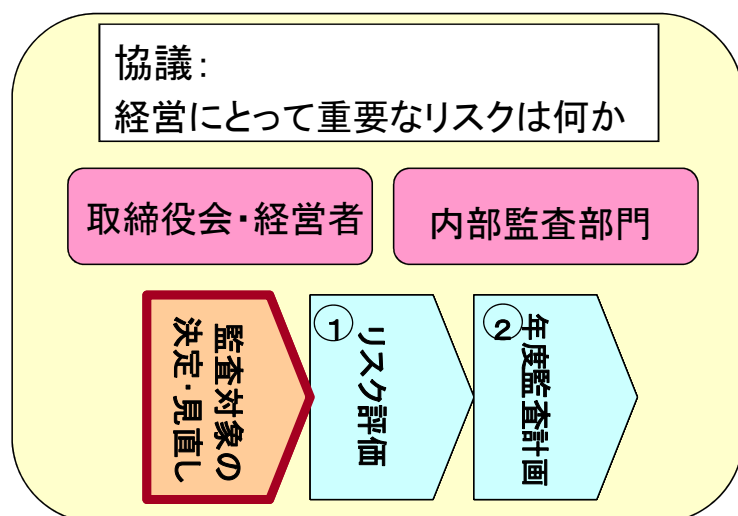 協議：
経営にとって重要なリスクは何か
取締役会・経営者
内部監査部門
監査対象の
決定・見直し
①
リスク評価
②
年度監査計画